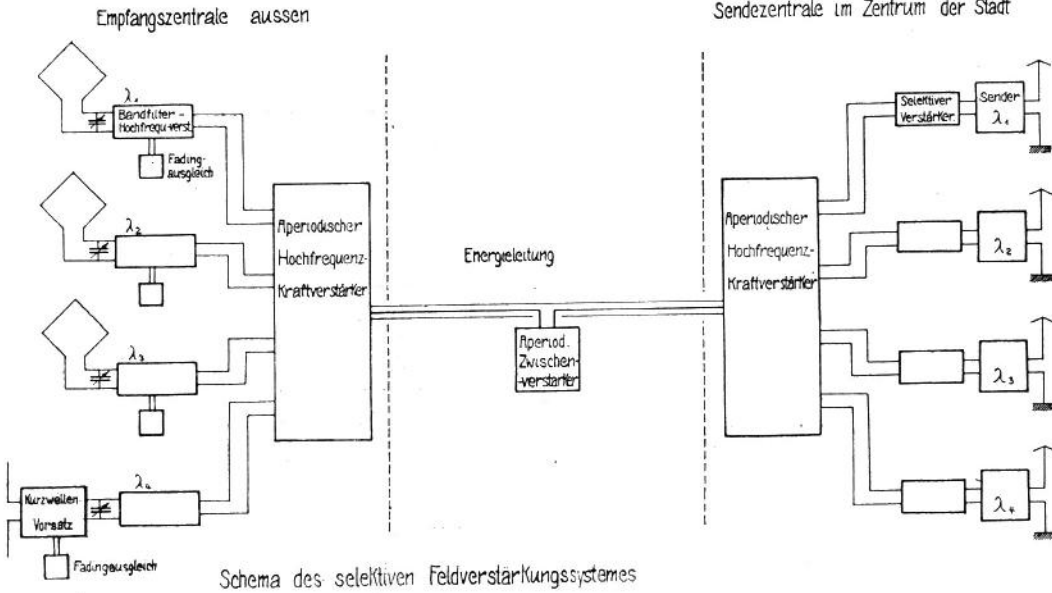 Empfangszentrale aussen
Sendezentrale im Zentrum der Stadt
λ₁
Bandfilter-
Hochfrequ.verst.
Fading-
ausgleich
λ₂
λ₃
λ₄
Kurzwellen
Vorsatz
Fadingausgleich
Aperiodischer
Hochfrequenz-
Kraftverstärker
Energieleitung
Aperiod.
Zwischen-
-verstärker
Aperiodischer
Hochfrequenz-
Kraftverstärker
Selektiver
Verstärker.
Sender
λ₁
λ₂
λ₃
λ₄
Schema des selektiven Feldverstärkungssystemes